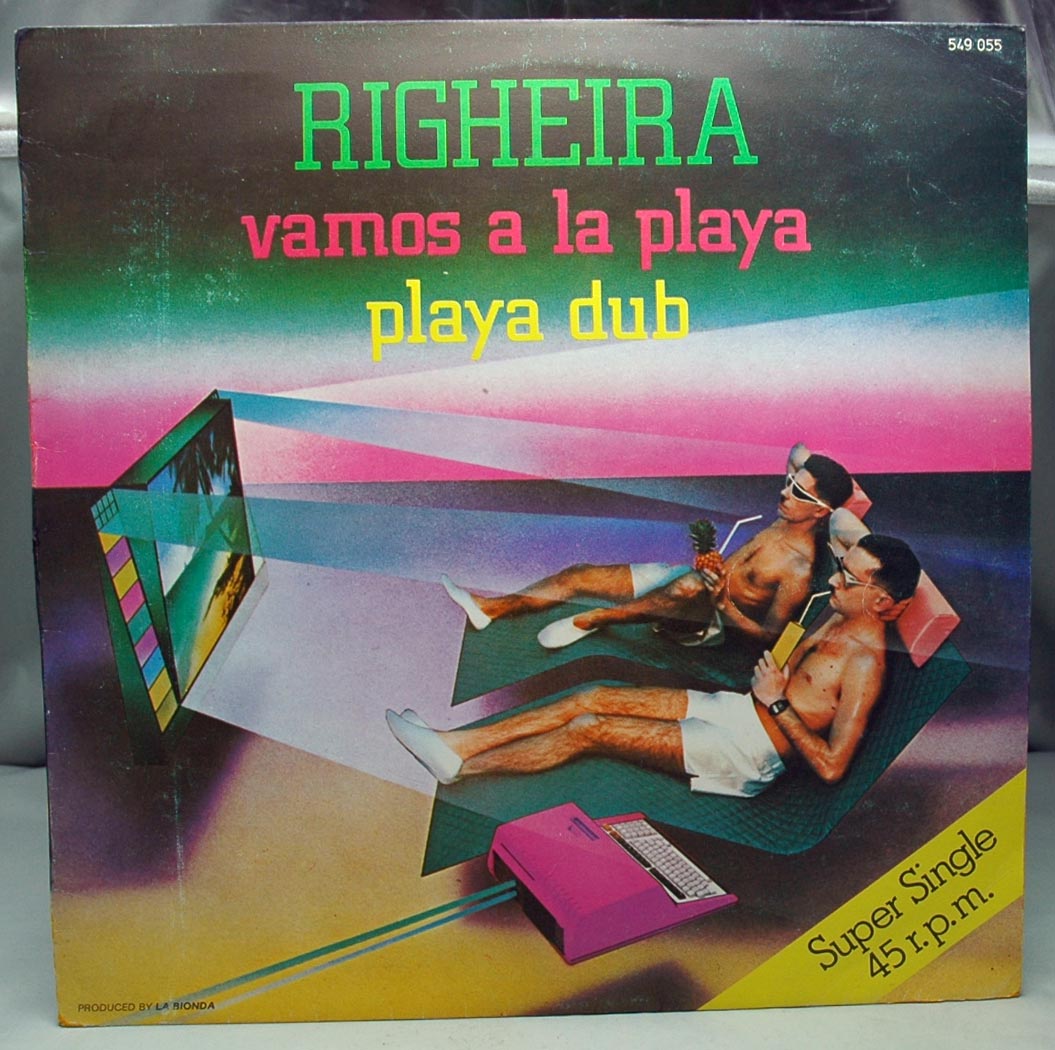 549 055
RIGHEIRA
vamos a la playa
playa dub
Super Single
45 r.p.m.
PRODUCED BY LA BIONDA